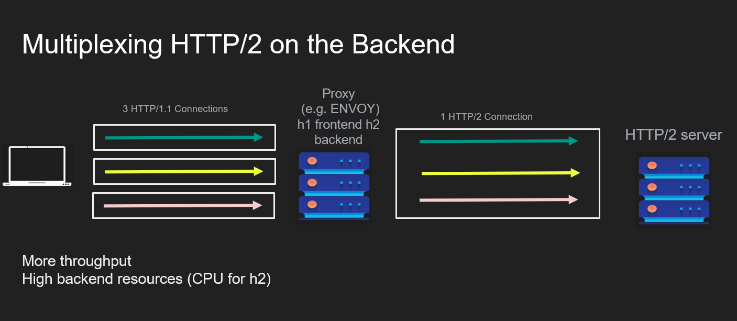 Multiplexing HTTP/2 on the Backend
3 HTTP/1.1 Connections
Proxy
(e.g. ENVOY)
h1 frontend h2
backend
1 HTTP/2 Connection
HTTP/2 server
More throughput
High backend resources (CPU for h2)